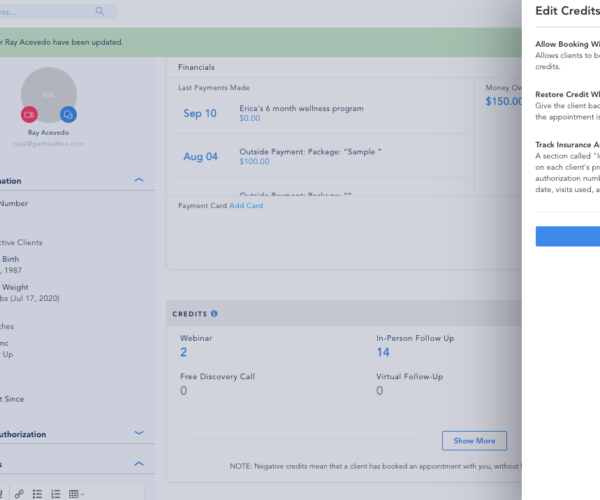 ts...
Edit Credits
r Ray Acevedo have been updated.
Allow Booking Wi
Allows clients to b
credits.
RA
Ray Acevedo
ray2@gethealthie.com
Financials
Last Payments Made
Money Ow
Sep 10
Erica's 6 month wellness program
$0.00
$150.00
Aug 04
Outside Payment: Package: "Sample "
$100.00
Outside Payment: Package: ""
Payment Card Add Card
Restore Credit Wh
Give the client bac
the appointment is
Track Insurance A
A section called "I
on each client's pr
authorization numb
date, visits used, a
mation
Number
ctive Clients
Birth
, 1987
Weight
bs (Jul 17, 2020)
ches
mc
Up
t Since
uthorization
s
CREDITS
Webinar
2
In-Person Follow Up
14
Free Discovery Call
0
Virtual Follow-Up
0
Show More
NOTE: Negative credits mean that a client has booked an appointment with you, without